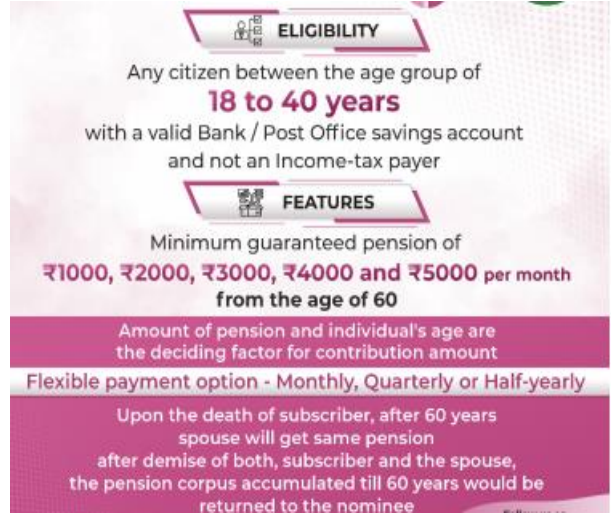 ELIGIBILITY
Any citizen between the age group of
18 to 40 years
with a valid Bank / Post Office savings account
and not an Income-tax payer
FEATURES
Minimum guaranteed pension of
₹1000, ₹2000, ₹3000, ₹4000 and ₹5000 per month
from the age of 60
Amount of pension and individual's age are
the deciding factor for contribution amount
Flexible payment option - Monthly, Quarterly or Half-yearly
Upon the death of subscriber, after 60 years
spouse will get same pension
after demise of both, subscriber and the spouse,
the pension corpus accumulated till 60 years would be
returned to the nominee